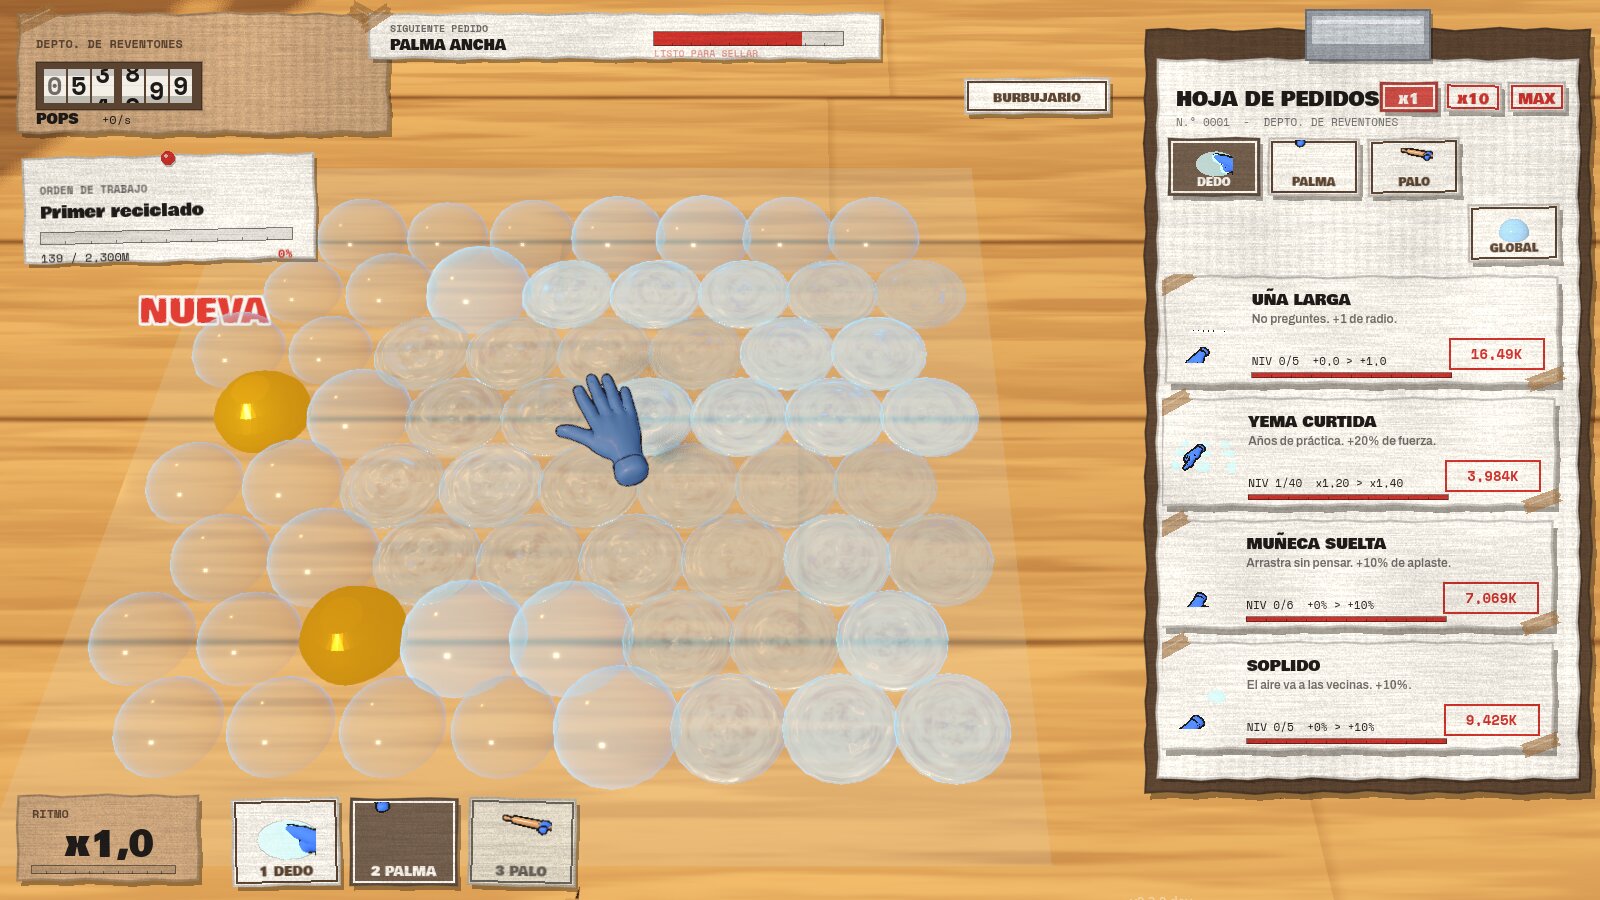 DEPTO. DE REVENTONES
POPS +0/s
SIGUIENTE PEDIDO
PALMA ANCHA
LISTO PARA SELLAR
BURBUJARIO
ORDEN DE TRABAJO
Primer reciclado
139 / 2,300M 0%
NUEVA
HOJA DE PEDIDOS x1 x10 MAX
N.° 0001 - DEPTO. DE REVENTONES
DEDO PALMA PALO
GLOBAL
UÑA LARGA
No preguntes. +1 de radio.
NIV 0/5 +0,0 > +1,0 16,49K
YEMA CURTIDA
Años de práctica. +20% de fuerza.
NIV 1/40 x1,20 > x1,40 3,984K
MUÑECA SUELTA
Arrastra sin pensar. +10% de aplaste.
NIV 0/6 +0% > +10% 7,069K
SOPLIDO
El aire va a las vecinas. +10%.
NIV 0/5 +0% > +10% 9,425K
RITMO
x1,0
1 DEDO 2 PALMA 3 PALO